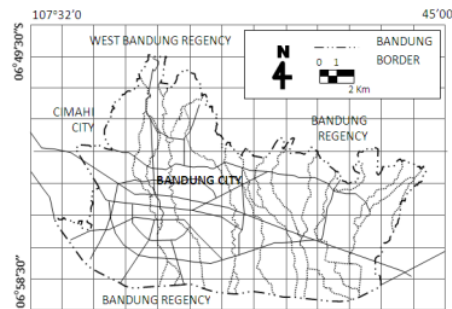 107°32'0
45'00
06°49'30"S
WEST BANDUNG REGENCY
N
4
BANDUNG
BORDER
0 1
2 Km
CIMAHI
CITY
BANDUNG
REGENCY
BANDUNG CITY
06°58'30"
BANDUNG REGENCY